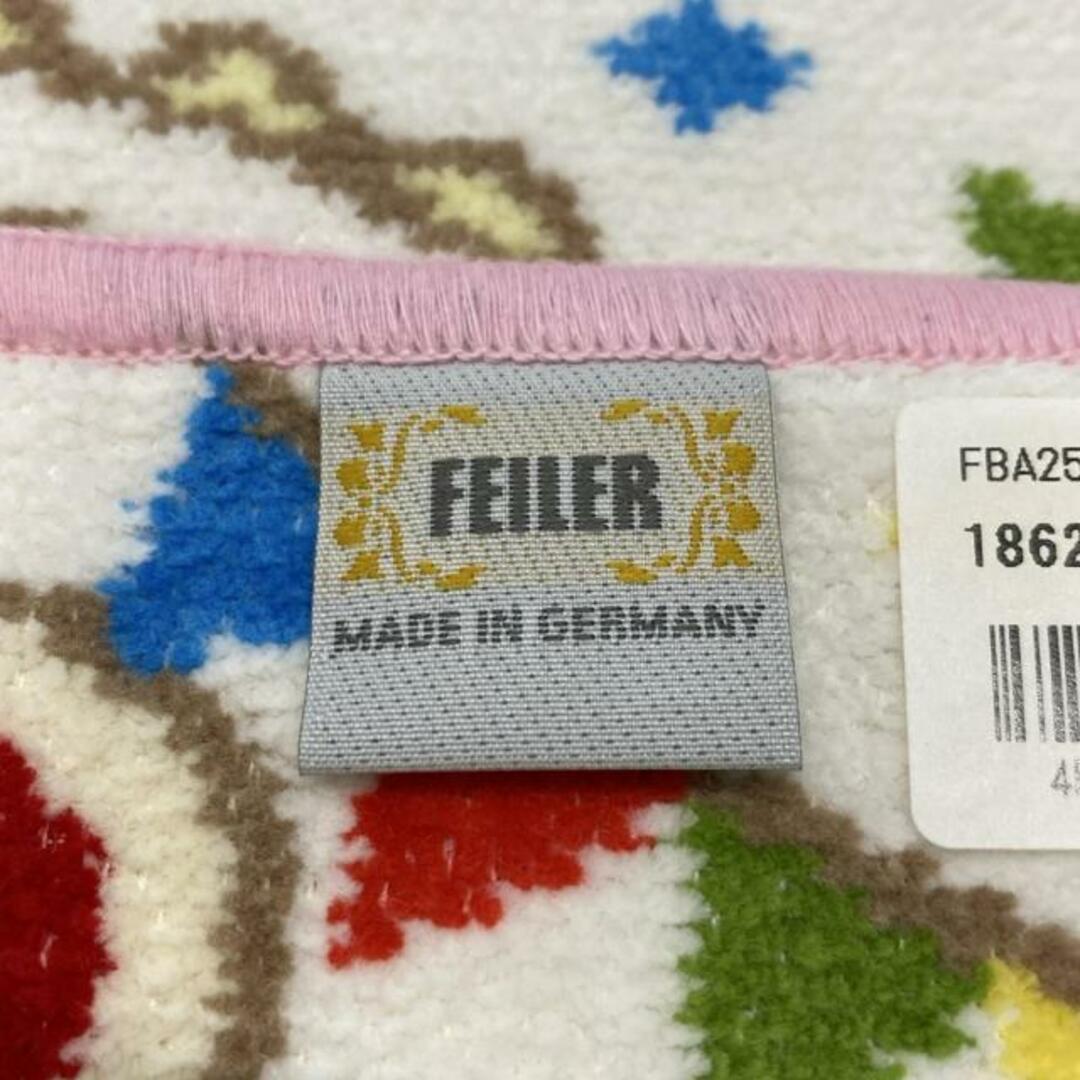 FEILER
MADE IN GERMANY
FBA25
1862